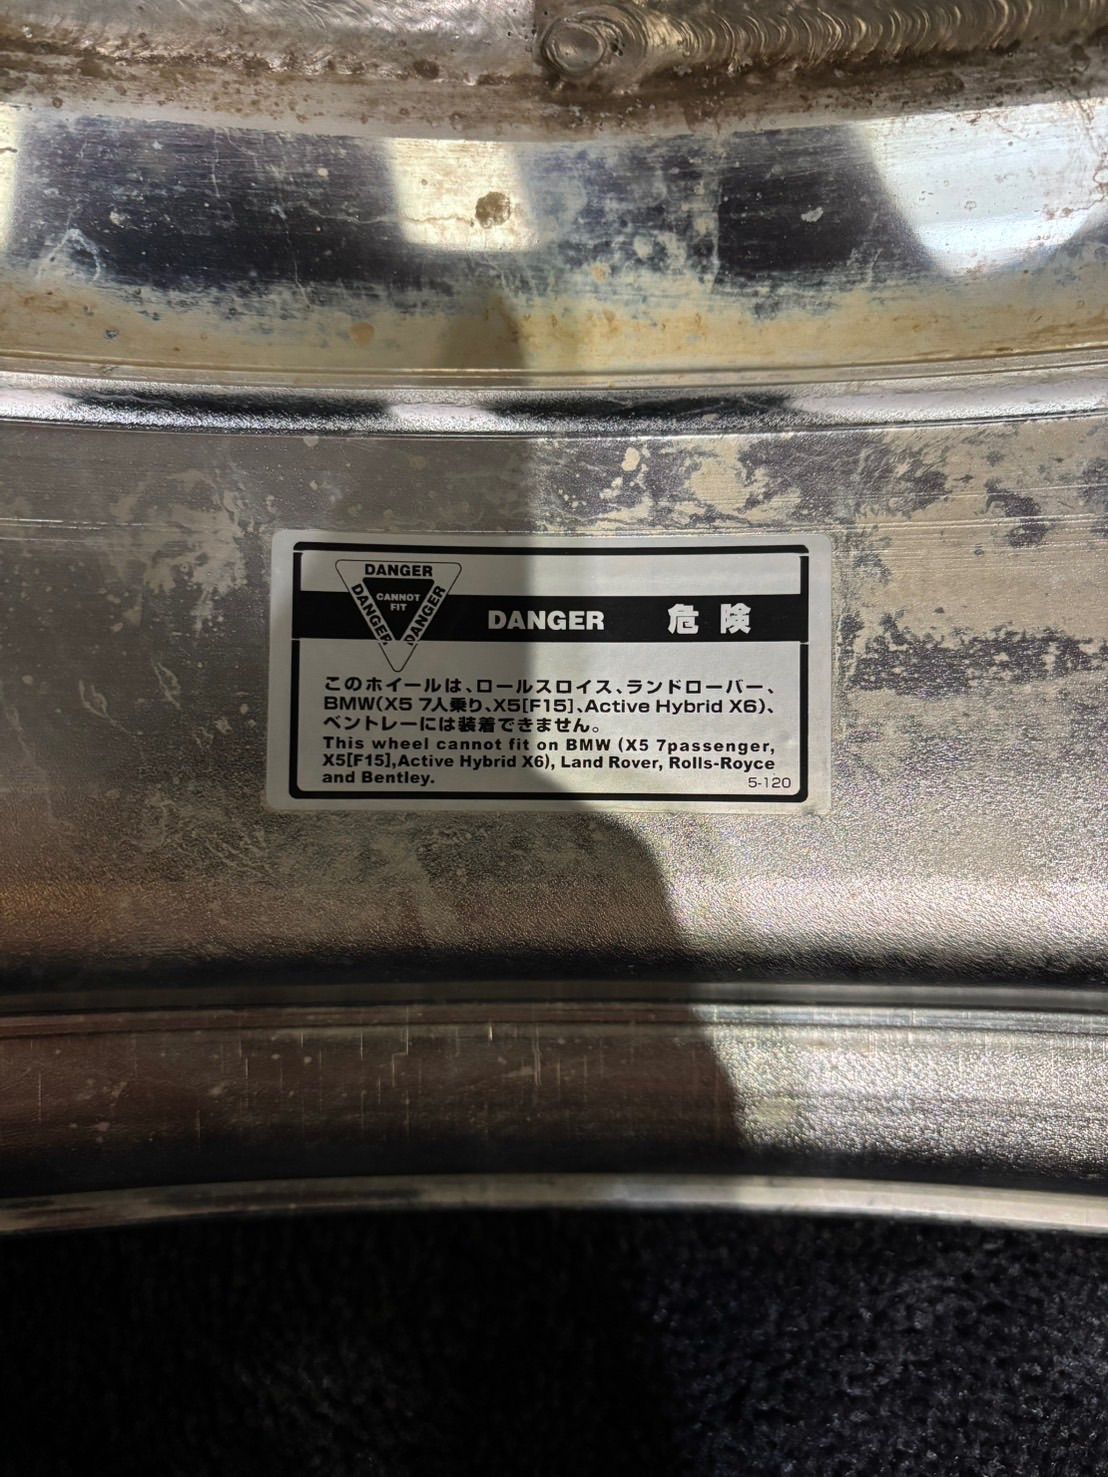 DANGER
CANNOT
FIT
DANGER
DANGER
DANGER 危険
このホイールは、ロールスロイス、ランドローバー、
BMW(X5 7人乗り、X5[F15]、Active Hybrid X6)、
ベントレーには装着できません。
This wheel cannot fit on BMW (X5 7passenger,
X5[F15],Active Hybrid X6), Land Rover, Rolls-Royce
and Bentley.
5-120